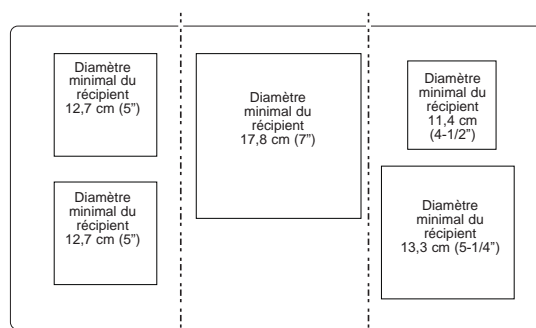 Diamètre
minimal du
récipient
12,7 cm (5”)
Diamètre
minimal du
récipient
12,7 cm (5”)
Diamètre
minimal du
récipient
17,8 cm (7”)
Diamètre
minimal du
récipient
11,4 cm
(4-1/2”)
Diamètre
minimal du
récipient
13,3 cm (5-1/4”)